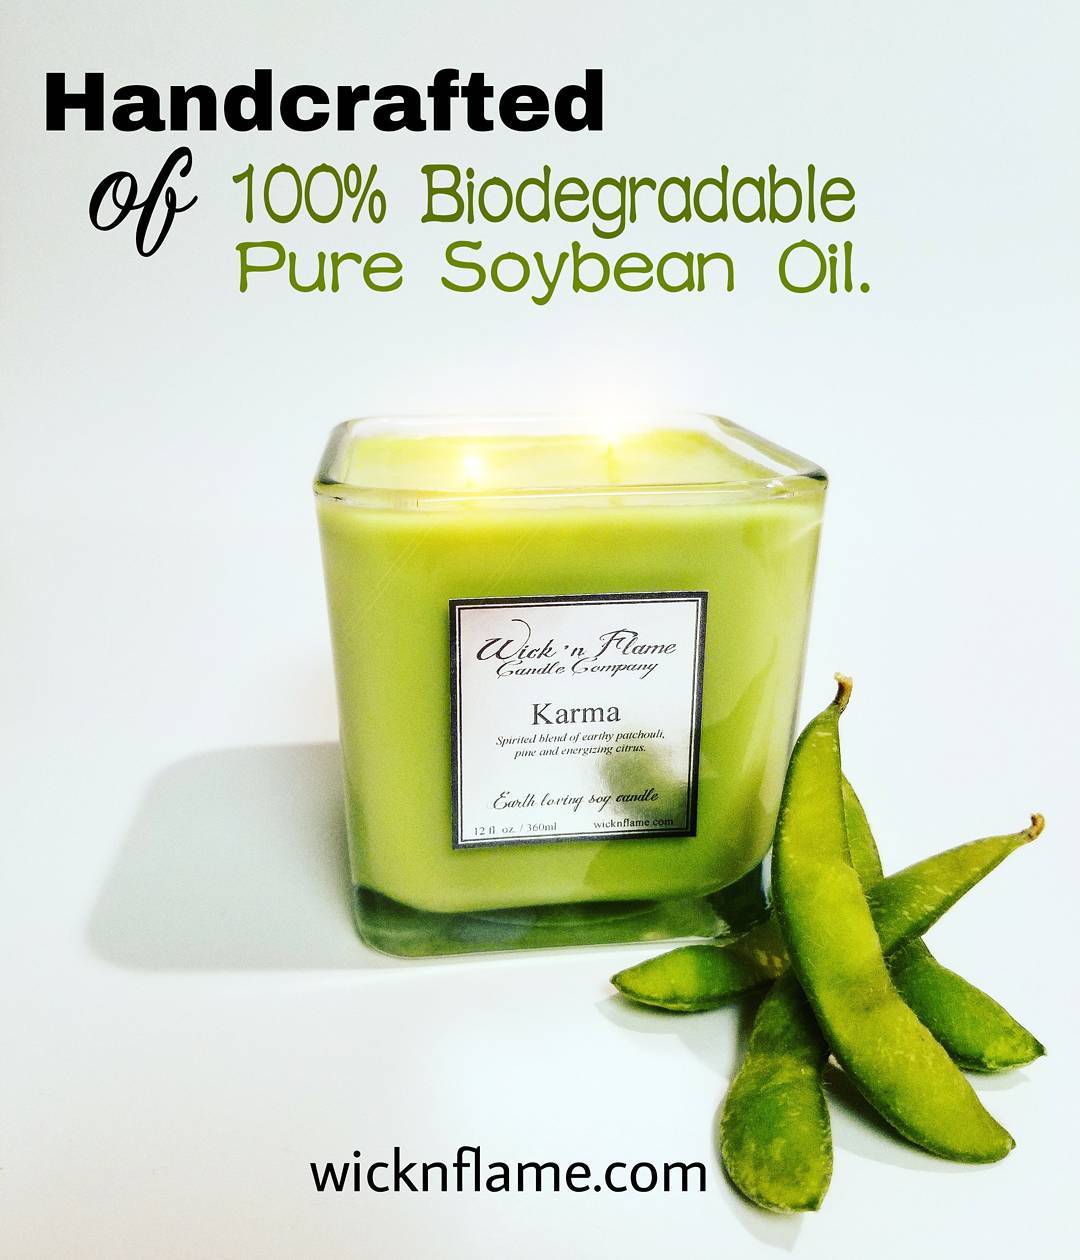 Handcrafted
of 100% Biodegradable
Pure Soybean Oil.
Wick 'n Flame
Candle Company
Karma
Spirited blend of earthy patchouli,
pine and energizing citrus.
Earth loving soy candle
12 fl oz. / 360ml wicknflame.com
wicknflame.com